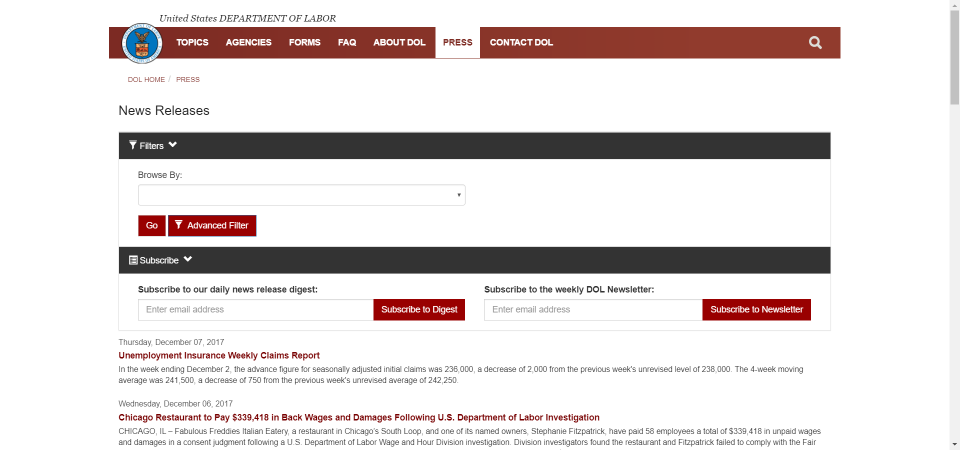 United States DEPARTMENT OF LABOR
TOPICS AGENCIES FORMS FAQ ABOUT DOL PRESS CONTACT DOL
DOL HOME / PRESS
News Releases
Filters
Browse By:
Go Advanced Filter
Subscribe
Subscribe to our daily news release digest: Subscribe to the weekly DOL Newsletter:
Enter email address Subscribe to Digest Enter email address Subscribe to Newsletter
Thursday, December 07, 2017
Unemployment Insurance Weekly Claims Report
In the week ending December 2, the advance figure for seasonally adjusted initial claims was 236,000, a decrease of 2,000 from the previous week's unrevised level of 238,000. The 4-week moving
average was 241,500, a decrease of 750 from the previous week's unrevised average of 242,250.
Wednesday, December 06, 2017
Chicago Restaurant to Pay $339,418 in Back Wages and Damages Following U.S. Department of Labor Investigation
CHICAGO, IL – Fabulous Freddies Italian Eatery, a restaurant in Chicago's South Loop, and one of its named owners, Stephanie Fitzpatrick, have paid 58 employees a total of $339,418 in unpaid wages
and damages in a consent judgment following a U.S. Department of Labor Wage and Hour Division investigation. Division investigators found the restaurant and Fitzpatrick failed to comply with the Fair